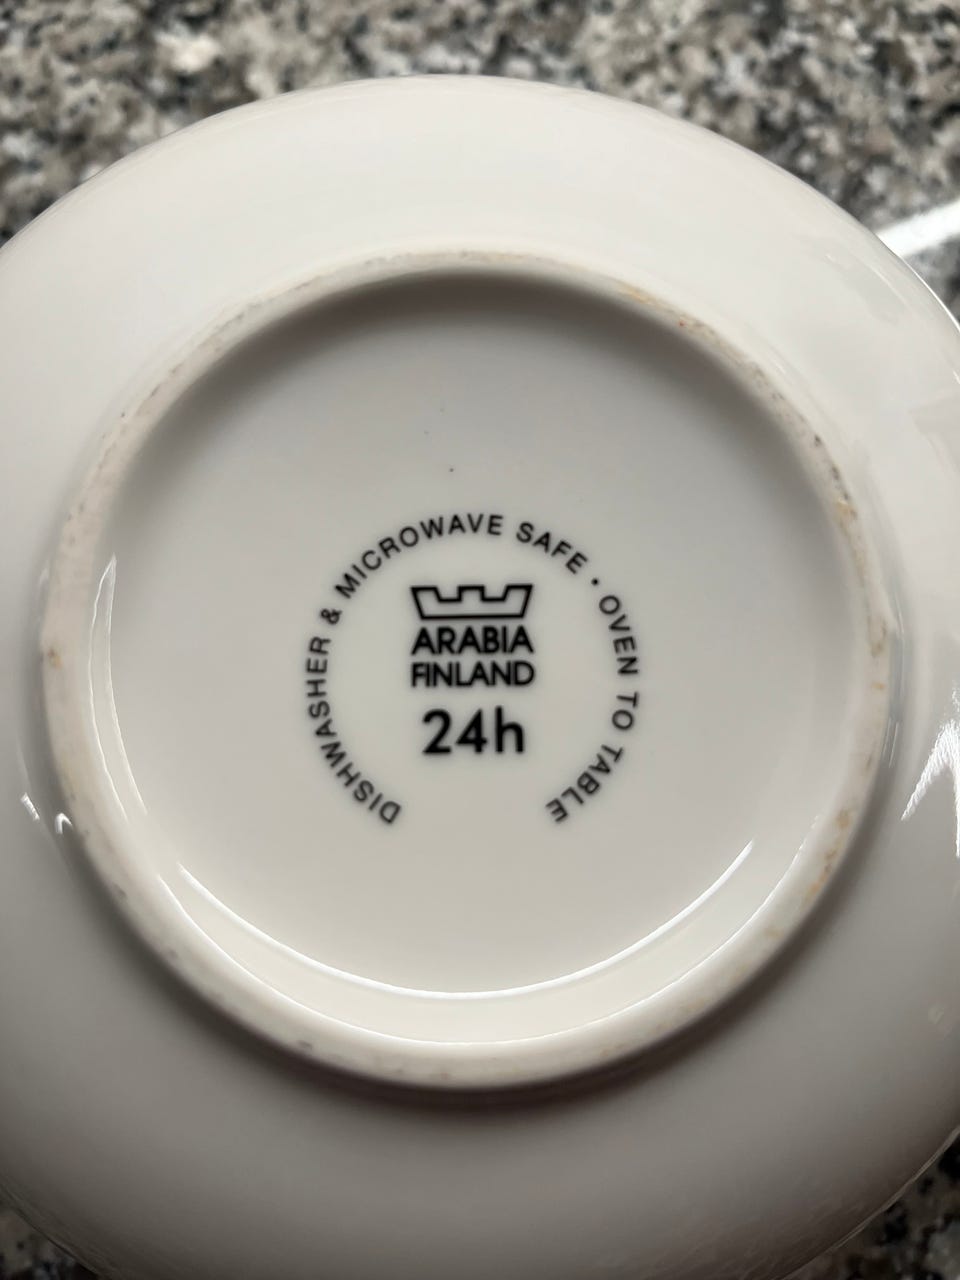 DISHWASHER & MICROWAVE SAFE • OVEN TO TABLE
ARABIA
FINLAND
24h